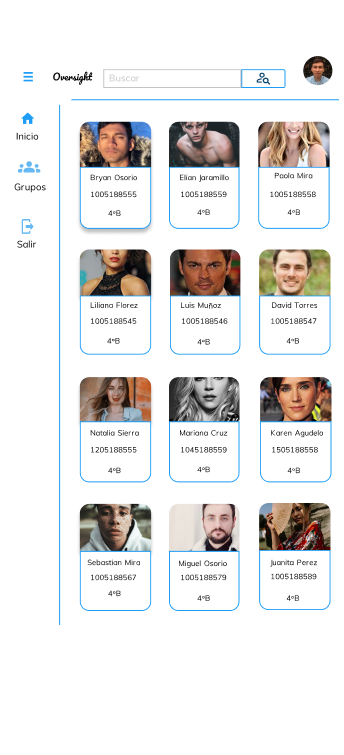 Oversight
Buscar
Inicio
Grupos
Salir
Bryan Osorio
1005188555
4°B
Elian Jaramillo
1005188559
4°B
Paola Mira
1005188558
4°B
Liliana Florez
1005188545
4°B
Luis Muñoz
1005188546
4°B
David Torres
1005188547
4°B
Natalia Sierra
1205188555
4°B
Mariana Cruz
1045188559
4°B
Karen Agudelo
1505188558
4°B
Sebastian Mira
1005188567
4°B
Miguel Osorio
1005188579
4°B
Juanita Perez
1005188589
4°B